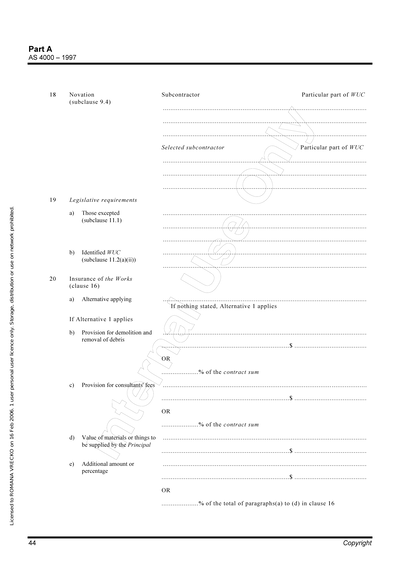 Part A
AS 4000 – 1997
18 Novation Subcontractor Particular part of WUC
(subclause 9.4)
Selected subcontractor Particular part of WUC
19 Legislative requirements
a) Those excepted
(subclause 11.1)
b) Identified WUC
(subclause 11.2(a)(ii))
20 Insurance of the Works
(clause 16)
a) Alternative applying
If nothing stated, Alternative 1 applies
If Alternative 1 applies
b) Provision for demolition and
removal of debris
$
OR
% of the contract sum
c) Provision for consultants' fees
$
OR
% of the contract sum
d) Value of materials or things to
be supplied by the Principal
$
e) Additional amount or
percentage
$
OR
% of the total of paragraphs(a) to (d) in clause 16
44 Copyright
Licensed to ROMANA VRECKO on 16 Feb 2006. 1 user personal user licence only. Storage, distribution or use on network prohibited.
Internal Use Only